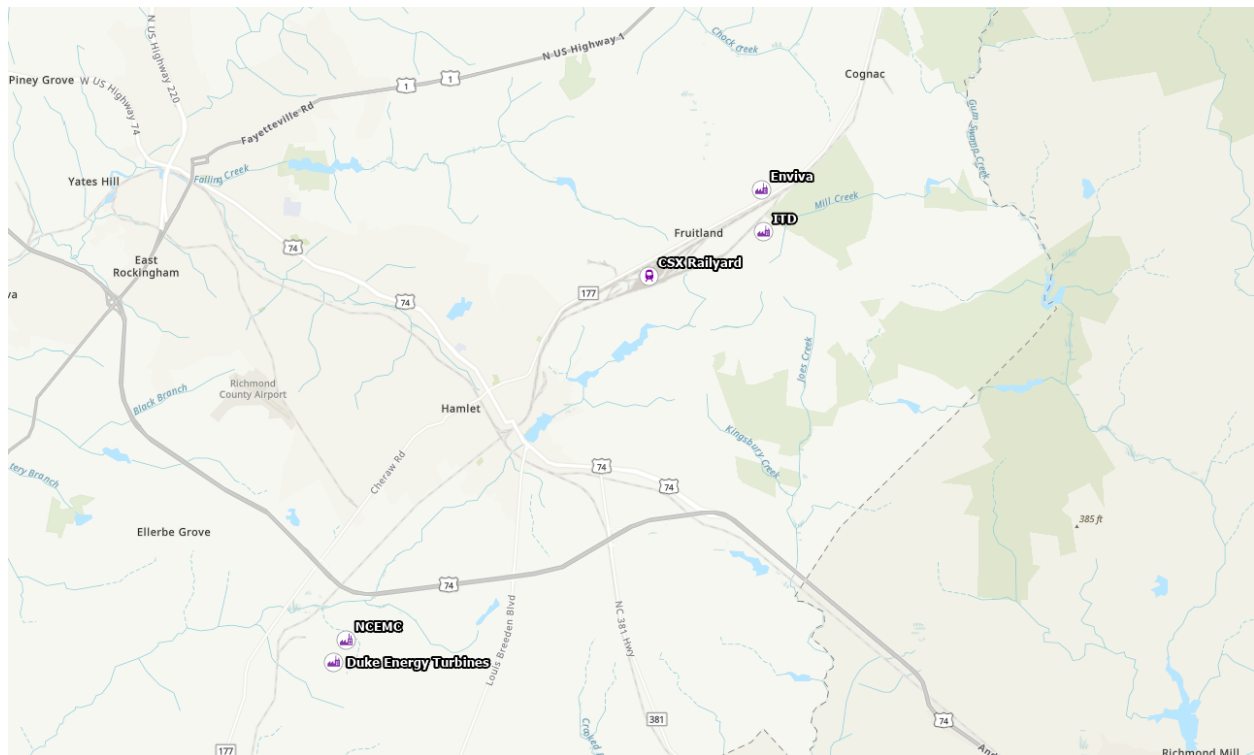 N US Highway 1
N US Highway 220
Chock creek
Piney Grove
W US Highway 74
1
1
Cognac
Fayetteville Rd
Gum Swamp Creek
Yates Hill
Falling Creek
Enviva
Mill Creek
ITD
Fruitland
74
East
Rockingham
CSX Railyard
177
74
Joes Creek
Richmond
County Airport
Black Branch
Hamlet
Kingsbury Creek
Cheraw Rd
74
74
385 ft
Ellerbe Grove
74
Louis Breeden Blvd
NC 381 Hwy
NCEMC
Duke Energy Turbines
381
74
177
Richmond Mill